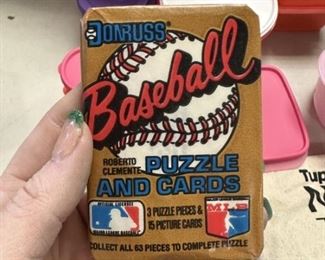 DONRUSS
Baseball
ROBERTO
CLEMENTE
PUZZLE
AND CARDS
3 PUZZLE PIECES &
15 PICTURE CARDS
COLLECT ALL 63 PIECES TO COMPLETE PUZZLE
Tup